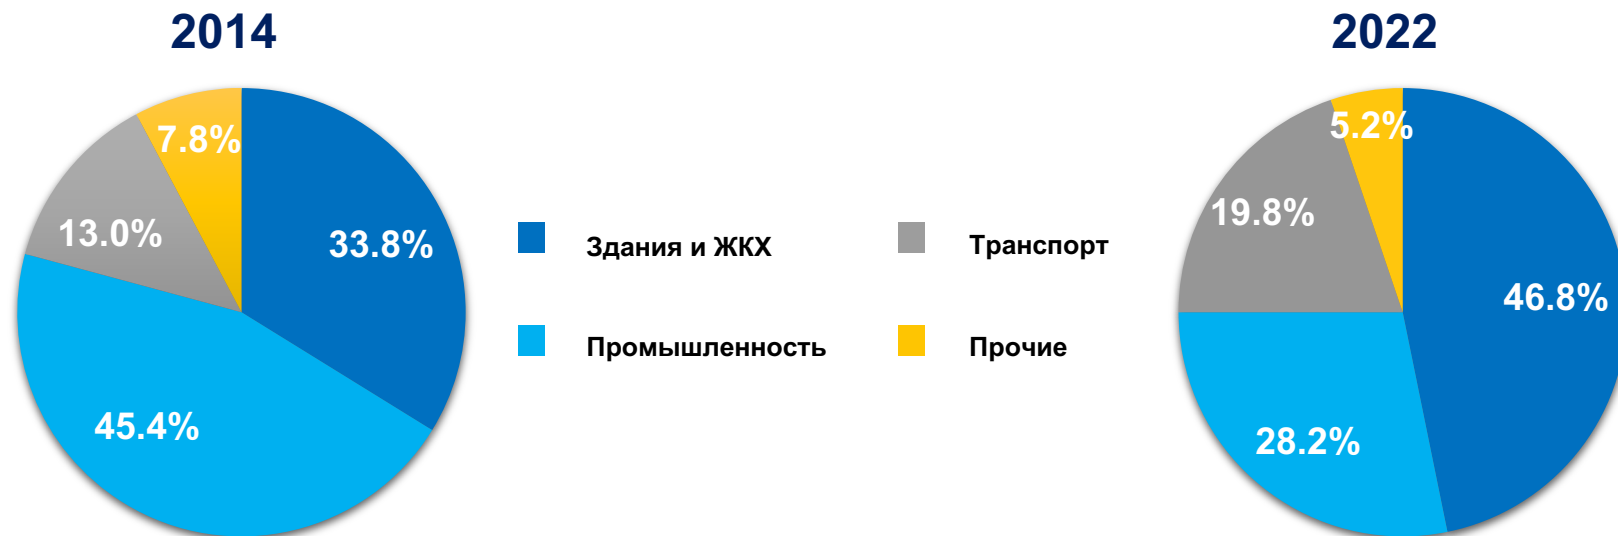 2014
2022
7.8%
13.0%
33.8%
45.4%
Здания и ЖКХ
Транспорт
Промышленность
Прочие
5.2%
19.8%
46.8%
28.2%